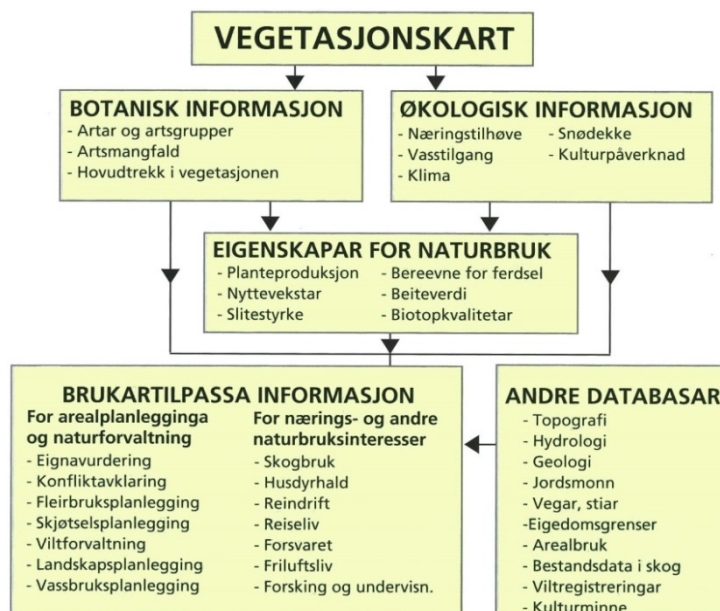 VEGETASJONSKART
BOTANISK INFORMASJON
- Artar og artsgrupper
- Artsmangfald
- Hovudtrekk i vegetasjonen
ØKOLOGISK INFORMASJON
- Næringstilhøve
- Vasstilgang
- Klima
- Snødekke
- Kulturpåverknad
EIGENSKAPAR FOR NATURBRUK
- Planteproduksjon
- Nyttevekstar
- Slitestyrke
- Bereevne for ferdsel
- Beiteverdi
- Biotopkvalitetar
BRUKARTILPASSA INFORMASJON
For arealplanlegginga
og naturforvaltning
- Eignavurdering
- Konfliktavklaring
- Fleirbruksplanlegging
- Skjøtselsplanlegging
- Viltforvaltning
- Landskapsplanlegging
- Vassbruksplanlegging
For nærings- og andre
naturbruksinteresser
- Skogbruk
- Husdyrhald
- Reindrift
- Reiseliv
- Forsvaret
- Friluftsliv
- Forsking og undervisn.
ANDRE DATABASAR
- Topografi
- Hydrologi
- Geologi
- Jordsmonn
- Vegar, stiar
-Eigedomsgrenser
- Arealbruk
- Bestandsdata i skog
- Viltregistreringar
- Kulturminne